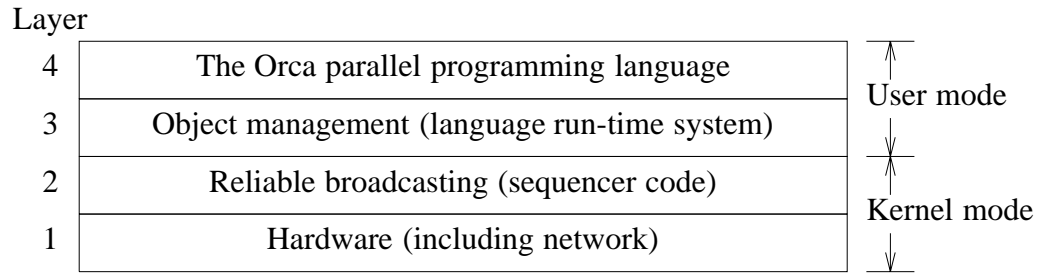 Layer
4 The Orca parallel programming language
User mode
3 Object management (language run-time system)
2 Reliable broadcasting (sequencer code)
Kernel mode
1 Hardware (including network)